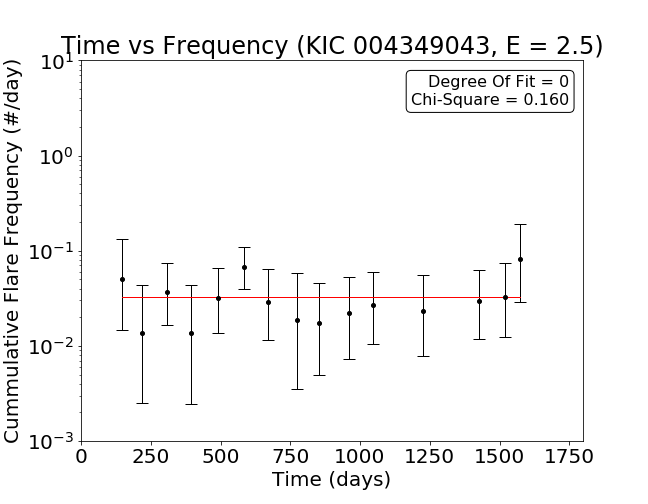 Time vs Frequency (KIC 004349043, E = 2.5)
Degree Of Fit = 0
Chi-Square = 0.160
Cummulative Flare Frequency (#/day)
10¹
10⁰
10⁻¹
10⁻²
10⁻³
0 250 500 750 1000 1250 1500 1750
Time (days)